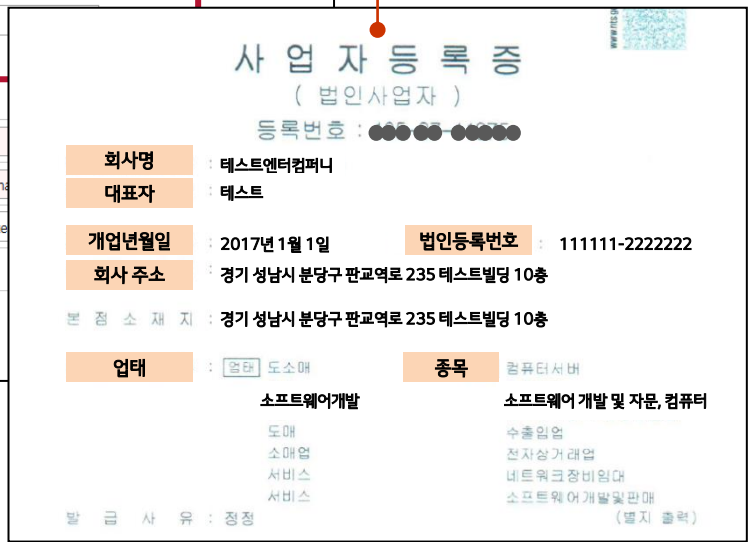 www.nts.g
사 업 자 등 록 증
( 법인사업자 )
등록번호 :
회사명 : 테스트엔터컴퍼니
대표자 : 테스트
개업년월일 : 2017년 1월 1일 법인등록번호 : 111111-2222222
회사 주소 : 경기 성남시 분당구 판교역로 235 테스트빌딩 10층
본 점 소 재 지 : 경기 성남시 분당구 판교역로 235 테스트빌딩 10층
업태 : 업태 도소매 종목 컴퓨터서버
소프트웨어개발 소프트웨어 개발 및 자문, 컴퓨터
도매 수출입업
소매업 전자상거래업
서비스 네트워크장비임대
서비스 소프트웨어개발및판매
발 급 사 유 : 정정 (별지 출력)